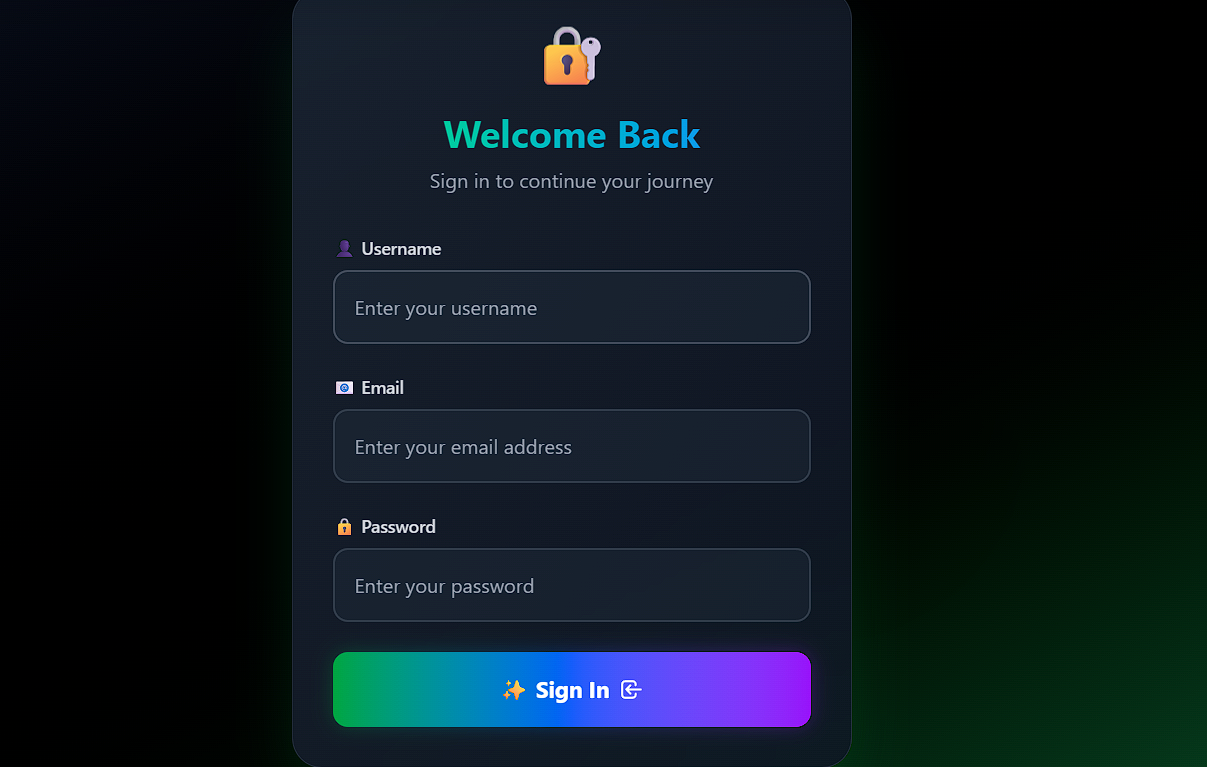 Welcome Back
Sign in to continue your journey
Username
Enter your username
Email
Enter your email address
Password
Enter your password
Sign In